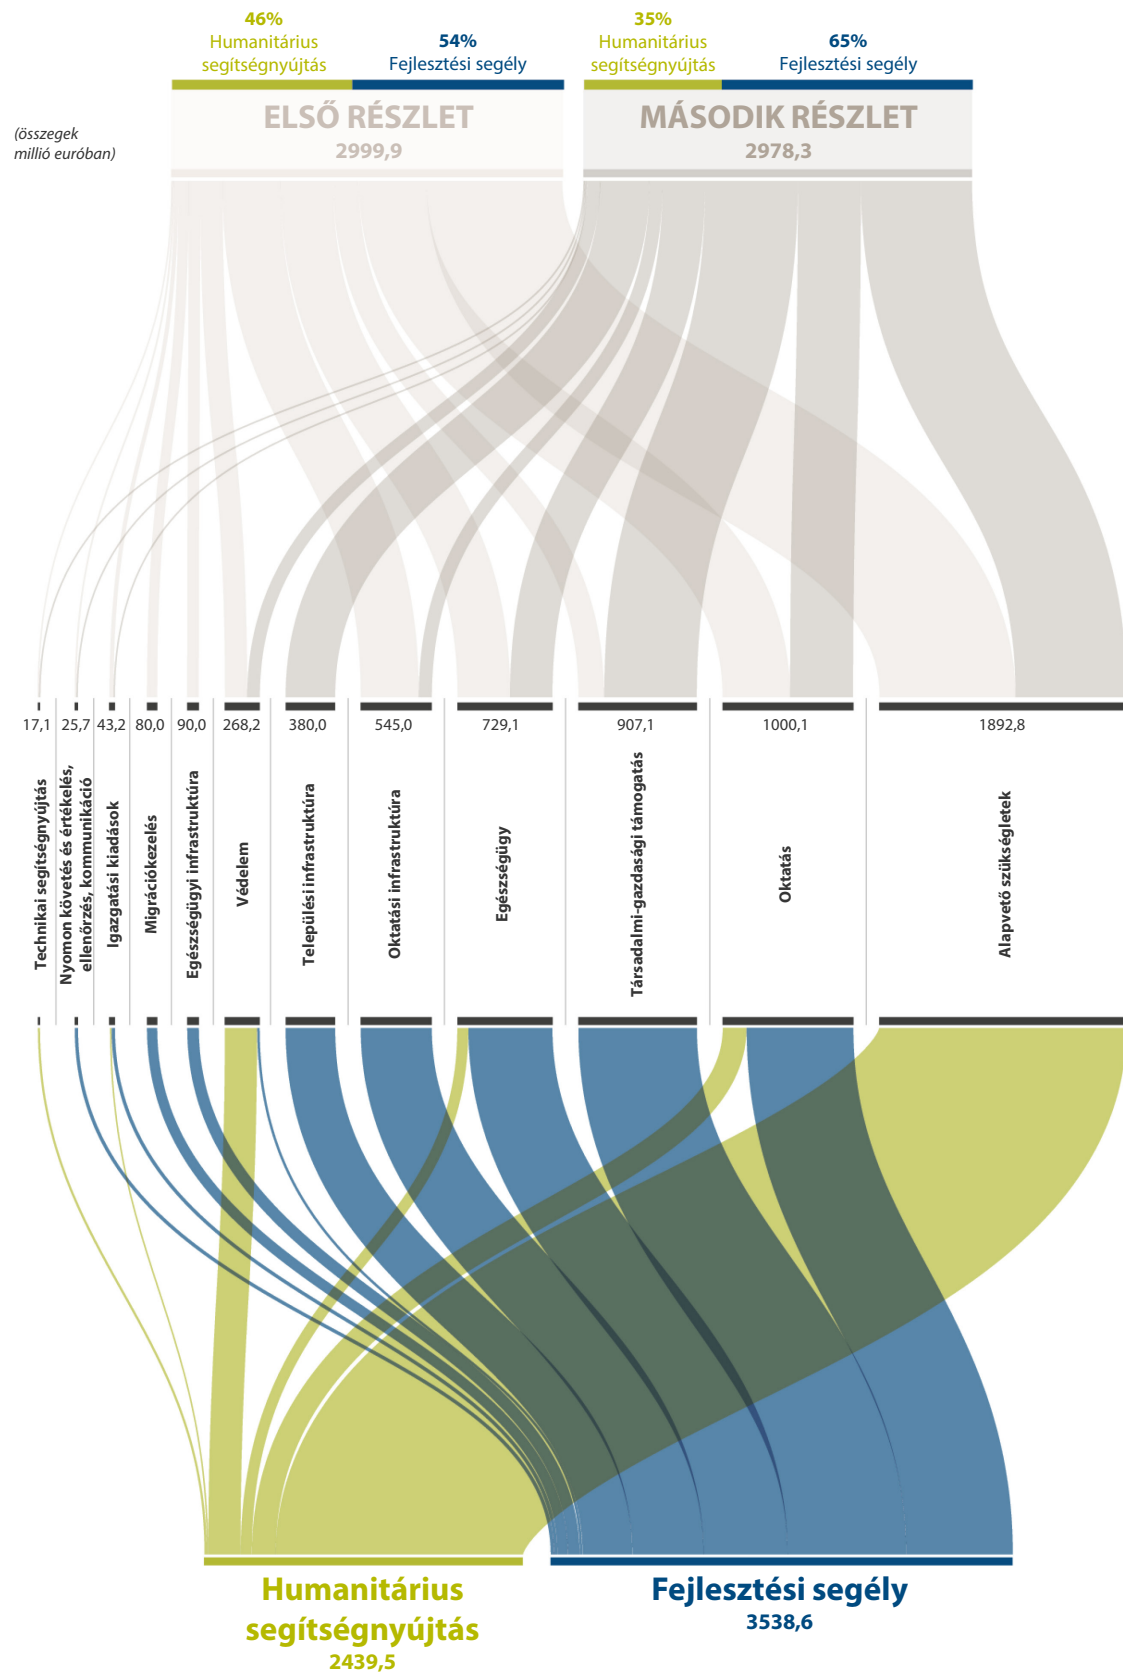 46%
Humanitárius
segítségnyújtás
54%
Fejlesztési segély
35%
Humanitárius
segítségnyújtás
65%
Fejlesztési segély
(összegek
millió euróban)
ELSŐ RÉSZLET
2999,9
MÁSODIK RÉSZLET
2978,3
17,1
25,7
43,2
80,0
90,0
268,2
380,0
545,0
729,1
907,1
1000,1
1892,8
Technikai segítségnyújtás
Nyomon követés és értékelés,
ellenőrzés, kommunikáció
Igazgatási kiadások
Migrációkezelés
Egészségügyi infrastruktúra
Védelem
Települési infrastruktúra
Oktatási infrastruktúra
Egészségügy
Társadalmi-gazdasági támogatás
Oktatás
Alapvető szükségletek
Humanitárius
segítségnyújtás
2439,5
Fejlesztési segély
3538,6